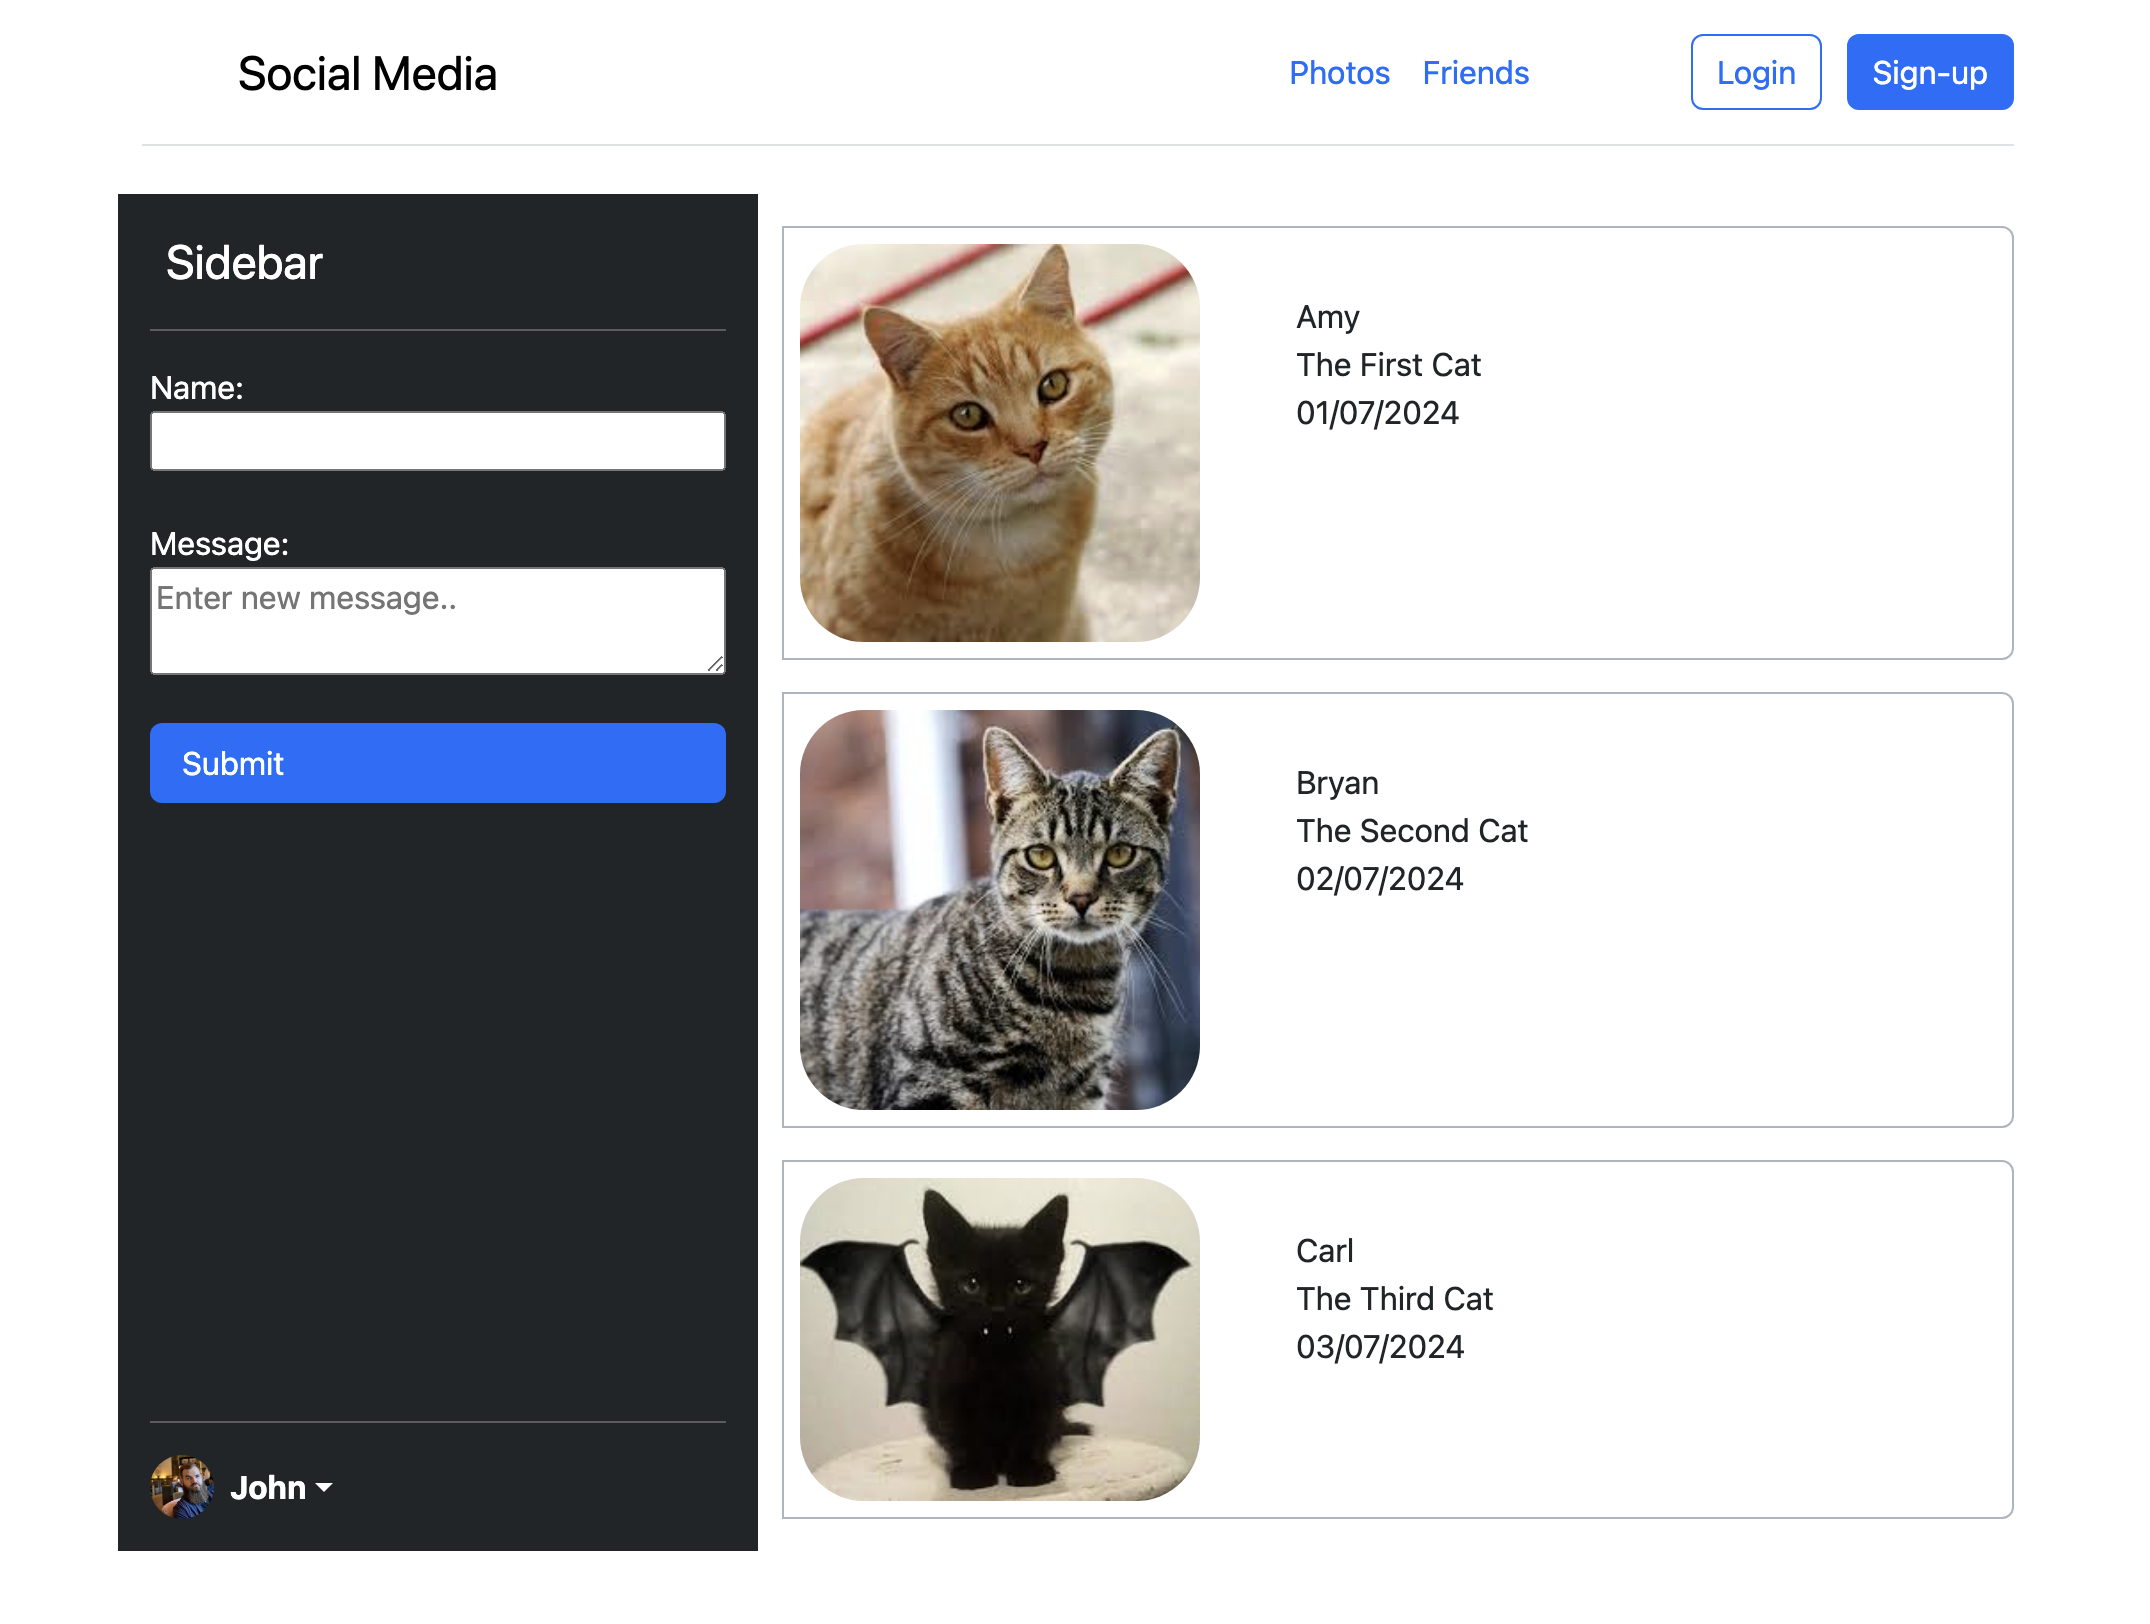 Social Media
Photos Friends Login Sign-up
Sidebar
Name:
Message:
Enter new message..
Submit
John
Amy
The First Cat
01/07/2024
Bryan
The Second Cat
02/07/2024
Carl
The Third Cat
03/07/2024